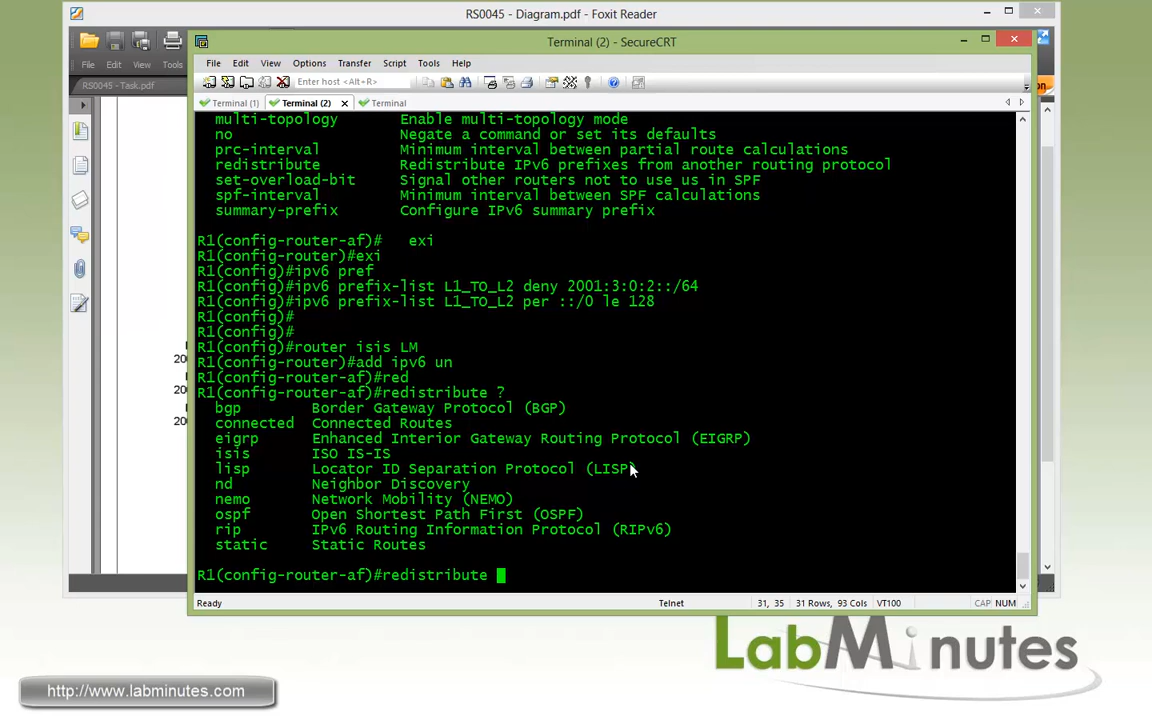 RS0045 - Diagram.pdf - Foxit Reader
File Edit View Tools
RS0045 - Task.pdf
Terminal (2) - SecureCRT
File Edit View Options Transfer Script Tools Help
Enter host <Alt+R>
Terminal (1) Terminal (2) Terminal
multi-topology Enable multi-topology mode
no Negate a command or set its defaults
prc-interval Minimum interval between partial route calculations
redistribute Redistribute IPv6 prefixes from another routing protocol
set-overload-bit Signal other routers not to use us in SPF
spf-interval Minimum interval between SPF calculations
summary-prefix Configure IPv6 summary prefix
R1(config-router-af)# exi
R1(config-router)#exi
R1(config)#ipv6 pref
R1(config)#ipv6 prefix-list L1_TO_L2 deny 2001:3:0:2::/64
R1(config)#ipv6 prefix-list L1_TO_L2 per ::/0 le 128
R1(config)#
R1(config)#
R1(config)#router isis LM
R1(config-router)#add ipv6 un
R1(config-router-af)#red
R1(config-router-af)#redistribute ?
bgp Border Gateway Protocol (BGP)
connected Connected Routes
eigrp Enhanced Interior Gateway Routing Protocol (EIGRP)
isis ISO IS-IS
lisp Locator ID Separation Protocol (LISP)
nd Neighbor Discovery
nemo Network Mobility (NEMO)
ospf Open Shortest Path First (OSPF)
rip IPv6 Routing Information Protocol (RIPv6)
static Static Routes
R1(config-router-af)#redistribute
Ready Telnet 31, 35 31 Rows, 93 Cols VT100 CAP NUM
LabMinutes
http://www.labminutes.com